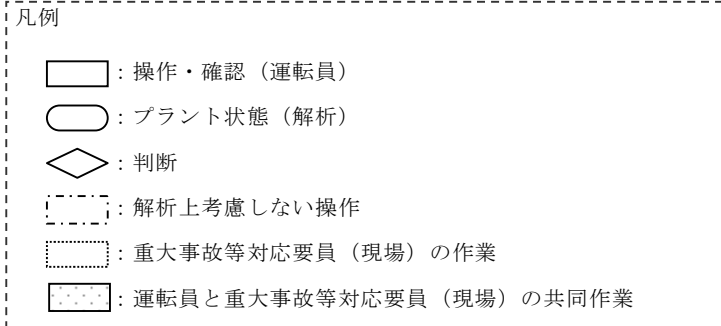 凡例
：操作・確認（運転員）
：プラント状態（解析）
：判断
：解析上考慮しない操作
：重大事故等対応要員（現場）の作業
：運転員と重大事故等対応要員（現場）の共同作業